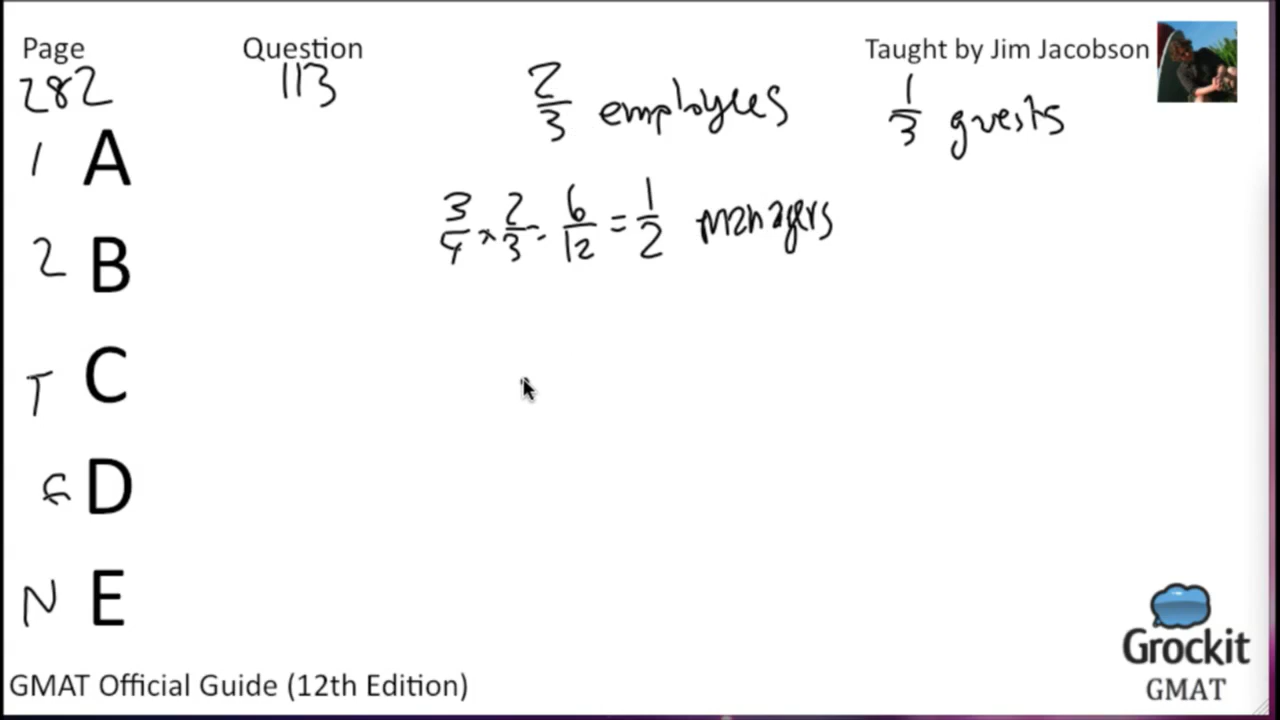 Page Question Taught by Jim Jacobson
282 113 2/3 employees 1/3 guests
1 A
3/4 × 2/3 = 6/12 = 1/2 managers
2 B
T C
D
N E
Grockit
GMAT
GMAT Official Guide (12th Edition)